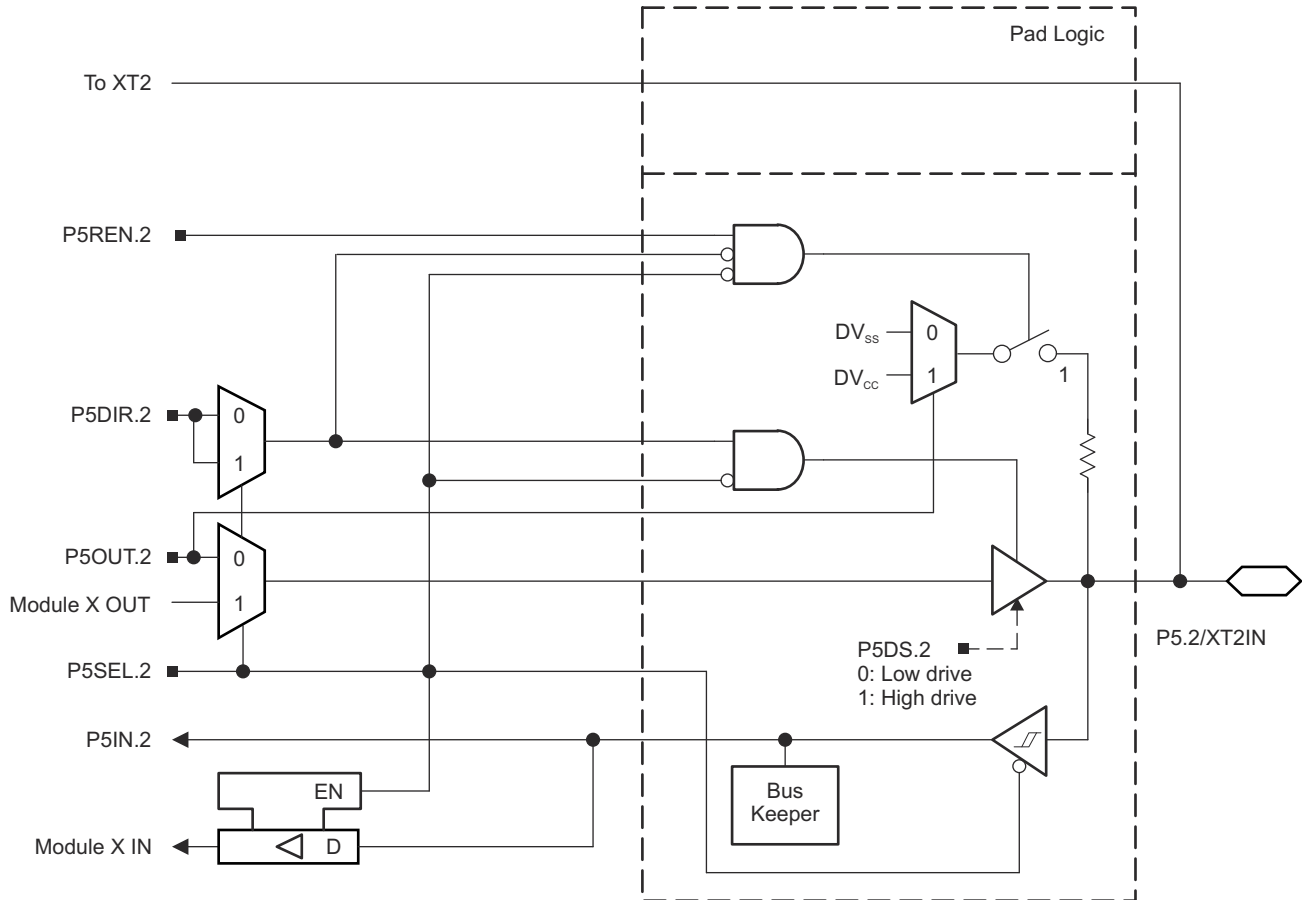 Pad Logic
To XT2
P5REN.2
DVSS
0
DVCC
1
1
P5DIR.2
0
1
P5OUT.2
0
Module X OUT
1
P5.2/XT2IN
P5DS.2
0: Low drive
1: High drive
P5SEL.2
P5IN.2
EN
Bus
Keeper
Module X IN
D